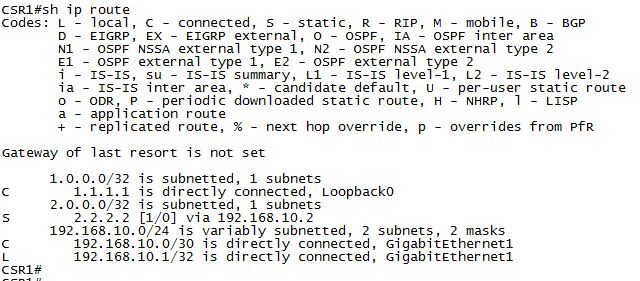 CSR1#sh ip route
Codes: L - local, C - connected, S - static, R - RIP, M - mobile, B - BGP
       D - EIGRP, EX - EIGRP external, O - OSPF, IA - OSPF inter area
       N1 - OSPF NSSA external type 1, N2 - OSPF NSSA external type 2
       E1 - OSPF external type 1, E2 - OSPF external type 2
       i - IS-IS, su - IS-IS summary, L1 - IS-IS level-1, L2 - IS-IS level-2
       ia - IS-IS inter area, * - candidate default, U - per-user static route
       o - ODR, P - periodic downloaded static route, H - NHRP, l - LISP
       a - application route
       + - replicated route, % - next hop override, p - overrides from PfR
Gateway of last resort is not set
      1.0.0.0/32 is subnetted, 1 subnets
C        1.1.1.1 is directly connected, Loopback0
      2.0.0.0/32 is subnetted, 1 subnets
S        2.2.2.2 [1/0] via 192.168.10.2
      192.168.10.0/24 is variably subnetted, 2 subnets, 2 masks
C        192.168.10.0/30 is directly connected, GigabitEthernet1
L        192.168.10.1/32 is directly connected, GigabitEthernet1
CSR1#